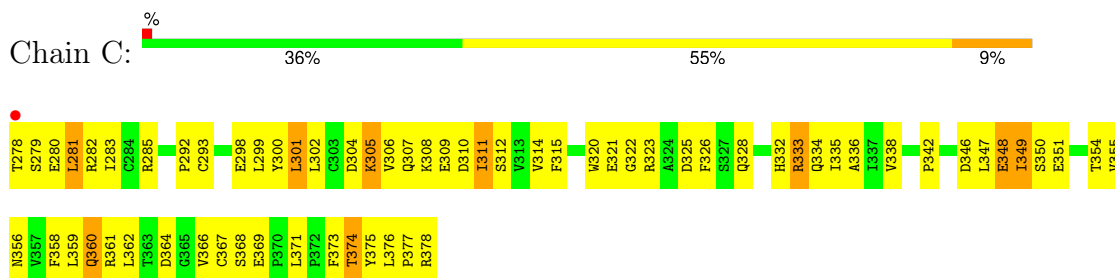 %
Chain C:
36% 55% 9%
T278 S279 E280 L281 R282 I283 C284 R285 P292 C293 E298 L299 Y300 L301 L302 C303 D304 K305 V306 Q307 K308 E309 D310 I311 S312 V313 V314 F315 W320 E321 G322 R323 A324 D325 F326 S327 Q328 H332 R333 Q334 I335 A336 I337 V338 P342 D346 L347 E348 I349 S350 E351 T354 V355
N356 V357 F358 L359 Q360 R361 L362 T363 D364 G365 V366 C367 S368 E369 P370 L371 P372 F373 T374 Y375 L376 P377 R378